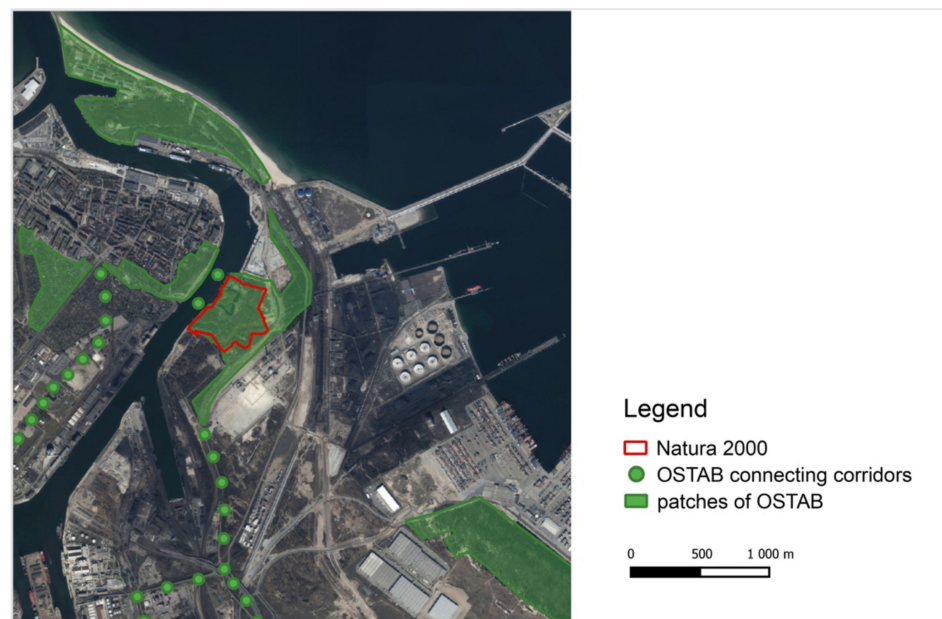 Legend
Natura 2000
OSTAB connecting corridors
patches of OSTAB
0 500 1 000 m